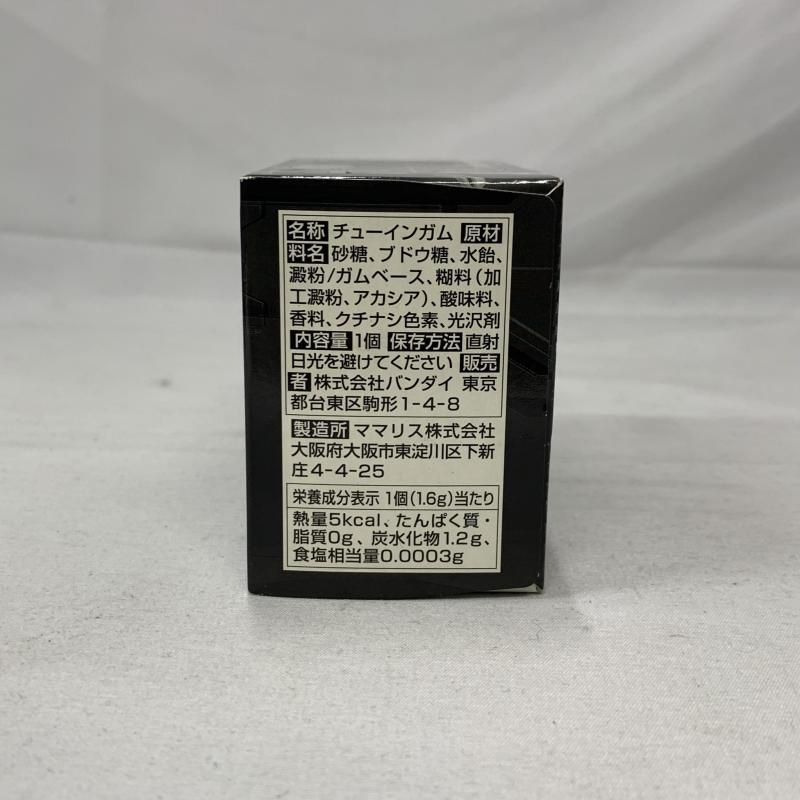 名称 チューインガム 原材
料名 砂糖、ブドウ糖、水飴、
澱粉/ガムベース、糊料(加
工澱粉、アカシア)、酸味料、
香料、クチナシ色素、光沢剤
内容量 1個 保存方法 直射
日光を避けてください 販売
者 株式会社バンダイ 東京
都台東区駒形1-4-8
製造所 ママリス株式会社
大阪府大阪市東淀川区下新
庄4-4-25
栄養成分表示 1個(1.6g)当たり
熱量5kcal、たんぱく質・
脂質0g、炭水化物1.2g、
食塩相当量0.0003g